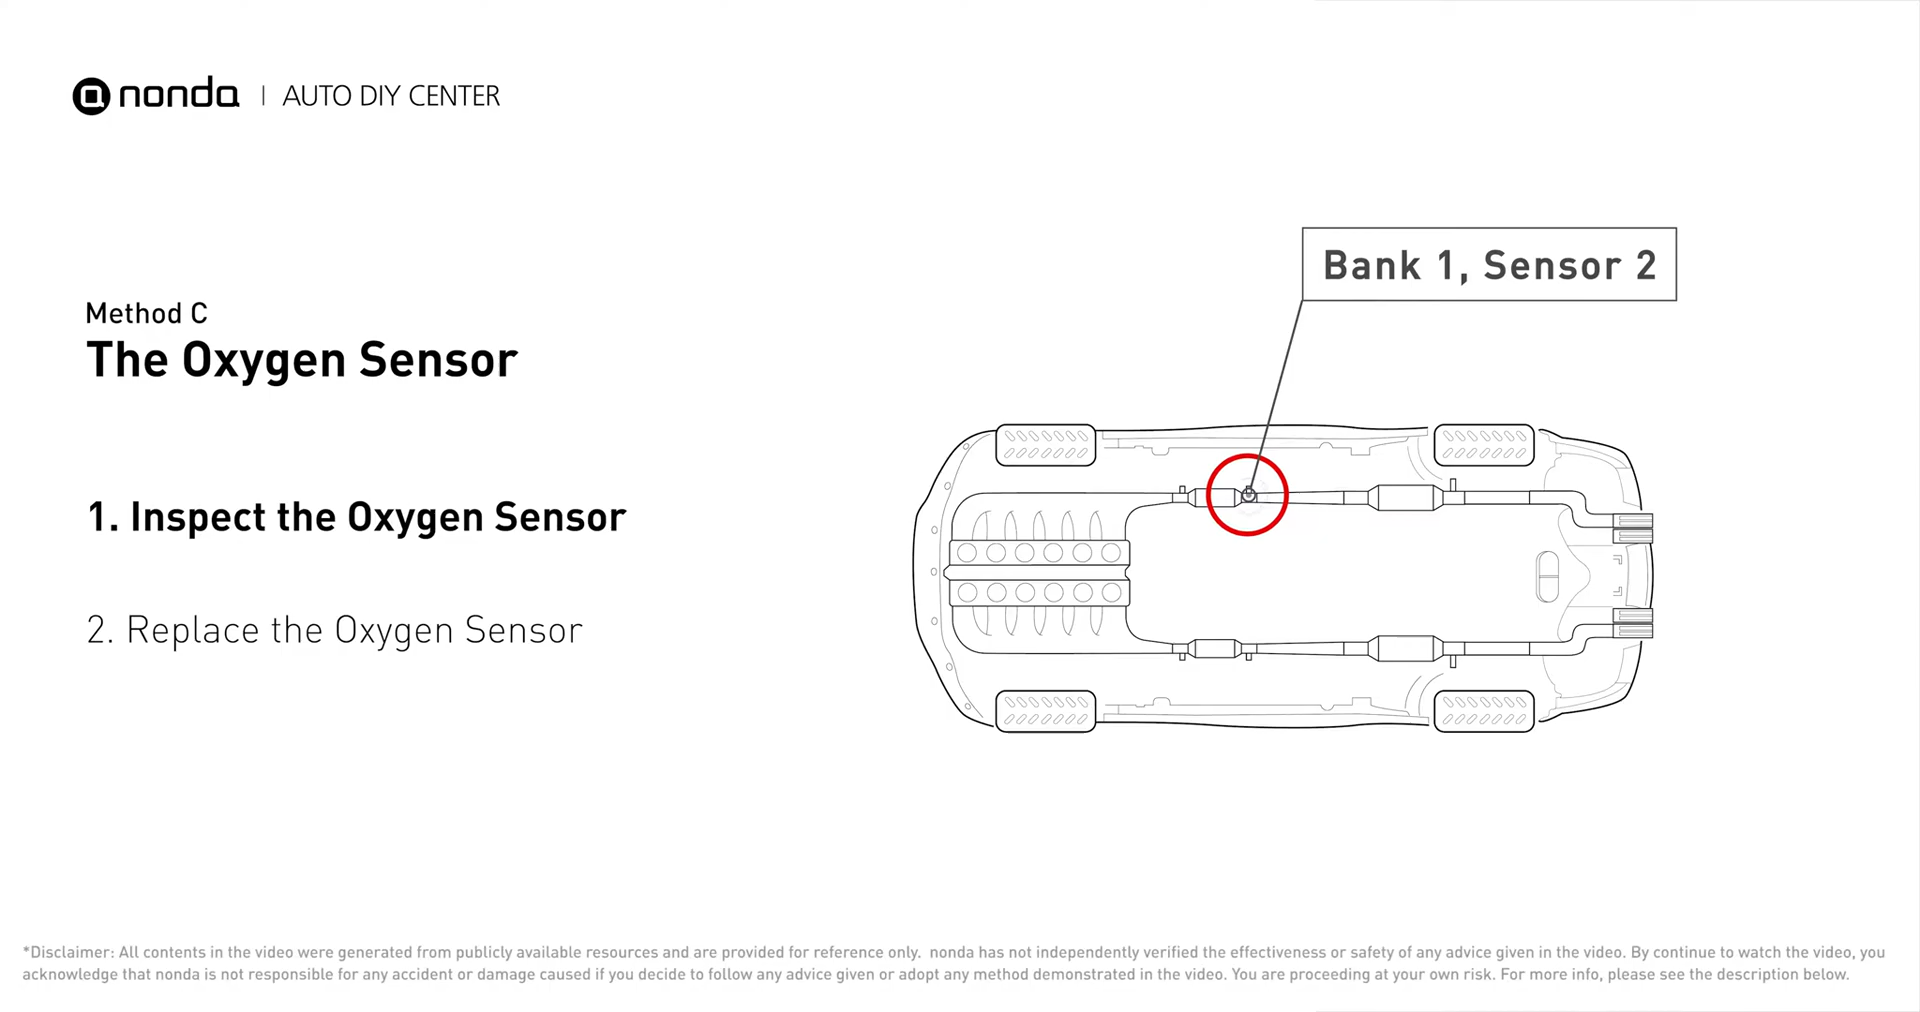 nonda | AUTO DIY CENTER
Bank 1, Sensor 2
Method C
The Oxygen Sensor
1. Inspect the Oxygen Sensor
2. Replace the Oxygen Sensor
*Disclaimer: All contents in the video were generated from publicly available resources and are provided for reference only. nonda has not independently verified the effectiveness or safety of any advice given in the video. By continue to watch the video, you
acknowledge that nonda is not responsible for any accident or damage caused if you decide to follow any advice given or adopt any method demonstrated in the video. You are proceeding at your own risk. For more info, please see the description below.